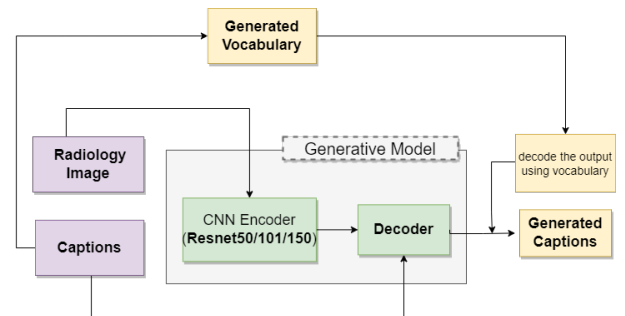 Generated
Vocabulary
Radiology
Image
Generative Model
decode the output
using vocabulary
CNN Encoder
(Resnet50/101/150)
Decoder
Captions
Generated
Captions